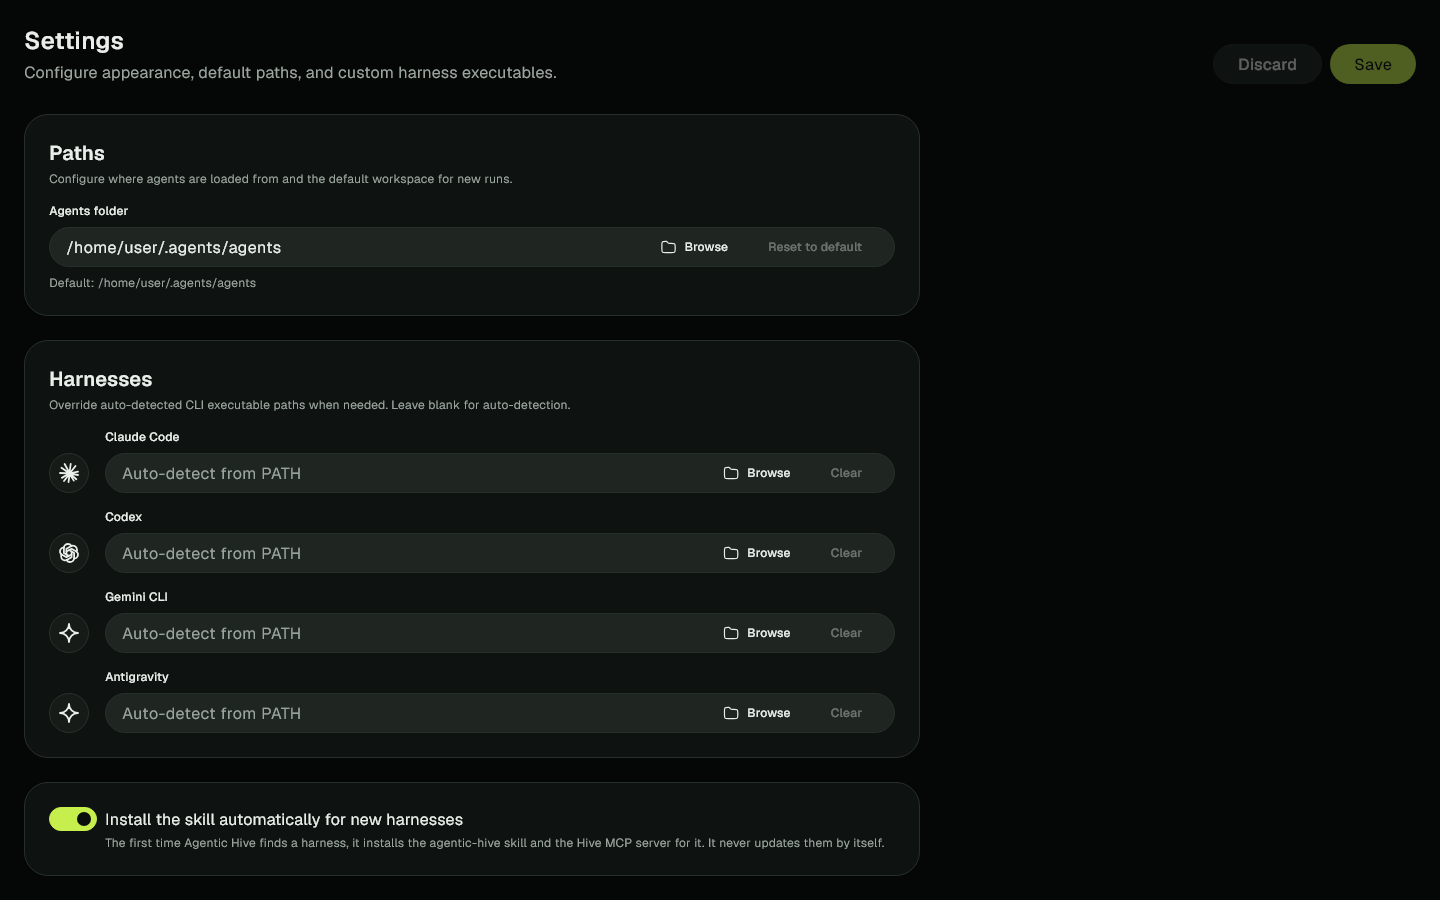 Settings
Configure appearance, default paths, and custom harness executables.
Discard
Save
Paths
Configure where agents are loaded from and the default workspace for new runs.
Agents folder
/home/user/.agents/agents
Browse
Reset to default
Default: /home/user/.agents/agents
Harnesses
Override auto-detected CLI executable paths when needed. Leave blank for auto-detection.
Claude Code
Auto-detect from PATH
Browse
Clear
Codex
Auto-detect from PATH
Browse
Clear
Gemini CLI
Auto-detect from PATH
Browse
Clear
Antigravity
Auto-detect from PATH
Browse
Clear
Install the skill automatically for new harnesses
The first time Agentic Hive finds a harness, it installs the agentic-hive skill and the Hive MCP server for it. It never updates them by itself.